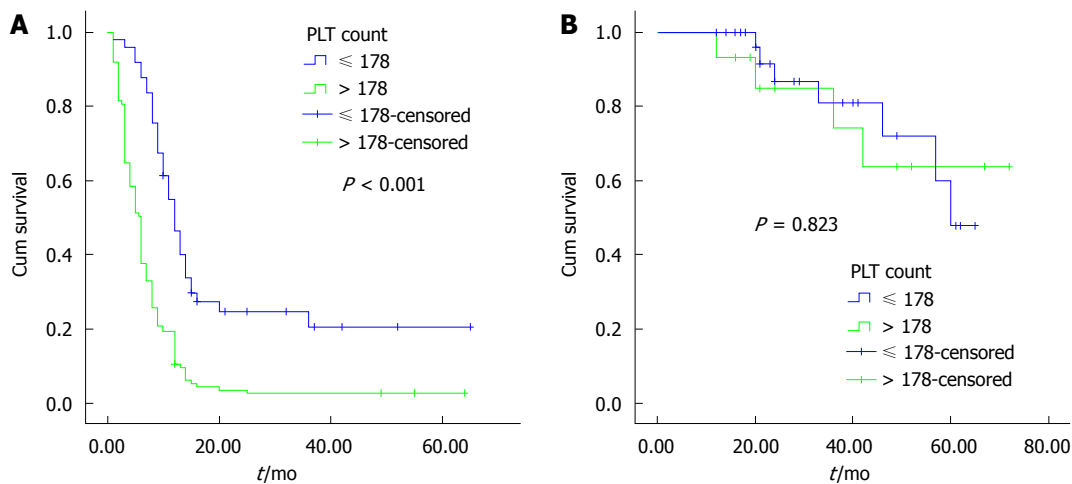 A
PLT count
≤ 178
> 178
≤ 178-censored
> 178-censored
P < 0.001
Cum survival
1.0
0.8
0.6
0.4
0.2
0.0
0.00 20.00 40.00 60.00
t/mo
B
Cum survival
1.0
0.8
0.6
0.4
0.2
0.0
P = 0.823
PLT count
≤ 178
> 178
≤ 178-censored
> 178-censored
0.00 20.00 40.00 60.00 80.00
t/mo